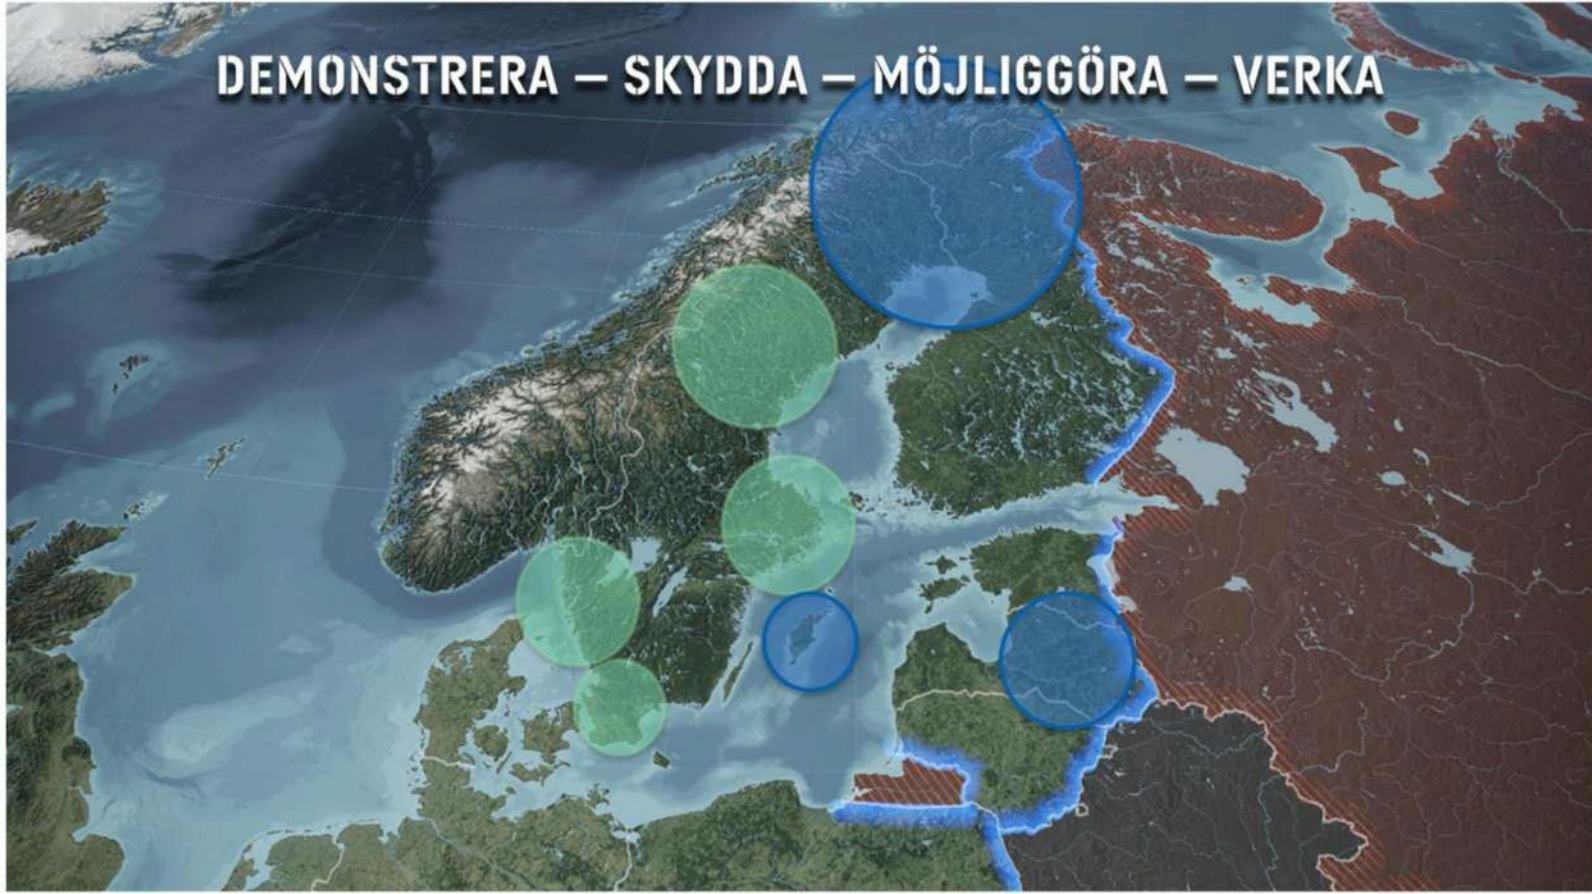 DEMONSTRERA – SKYDDA – MÖJLIGGÖRA – VERKA